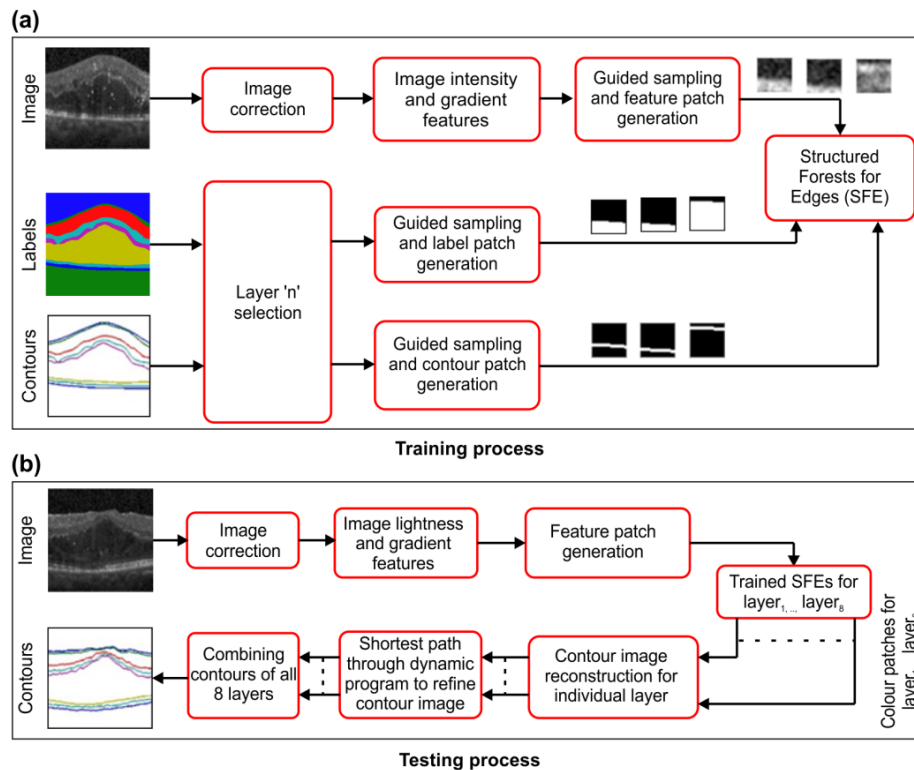 (a)
Image
Image
correction
Image intensity
and gradient
features
Guided sampling
and feature patch
generation
Structured
Forests for
Edges (SFE)
Labels
Layer 'n'
selection
Guided sampling
and label patch
generation
Contours
Guided sampling
and contour patch
generation
Training process
(b)
Image
Image
correction
Image lightness
and gradient
features
Feature patch
generation
Trained SFEs for
layer1, .., layer8
Colour patches for
Contours
Combining
contours of all
8 layers
Shortest path
through dynamic
program to refine
contour image
Contour image
reconstruction for
individual layer
Testing process